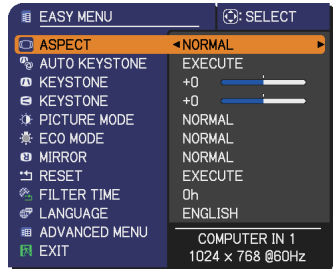 EASY MENU : SELECT
ASPECT NORMAL
AUTO KEYSTONE EXECUTE
KEYSTONE +0
KEYSTONE +0
PICTURE MODE NORMAL
ECO MODE NORMAL
MIRROR NORMAL
RESET EXECUTE
FILTER TIME 0h
LANGUAGE ENGLISH
ADVANCED MENU
EXIT
COMPUTER IN 1
1024 x 768 @60Hz